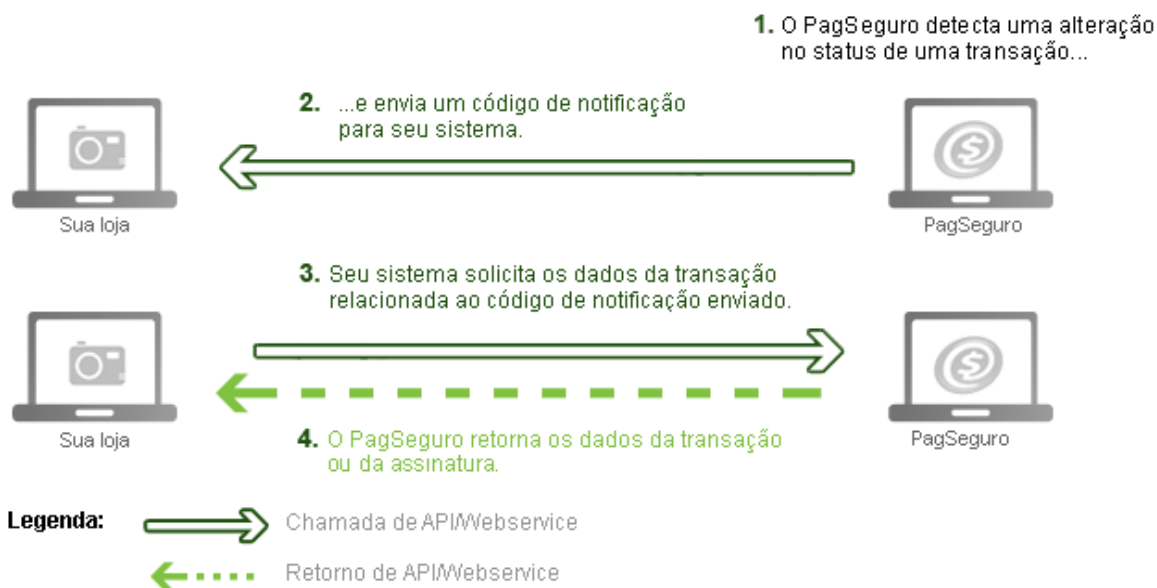 1. O PagSeguro detecta uma alteração
no status de uma transação...
2. ...e envia um código de notificação
para seu sistema.
Sua loja
PagSeguro
3. Seu sistema solicita os dados da transação
relacionada ao código de notificação enviado.
Sua loja
PagSeguro
4. O PagSeguro retorna os dados da transação
ou da assinatura.
Legenda:
Chamada de API/Webservice
Retorno de API/Webservice